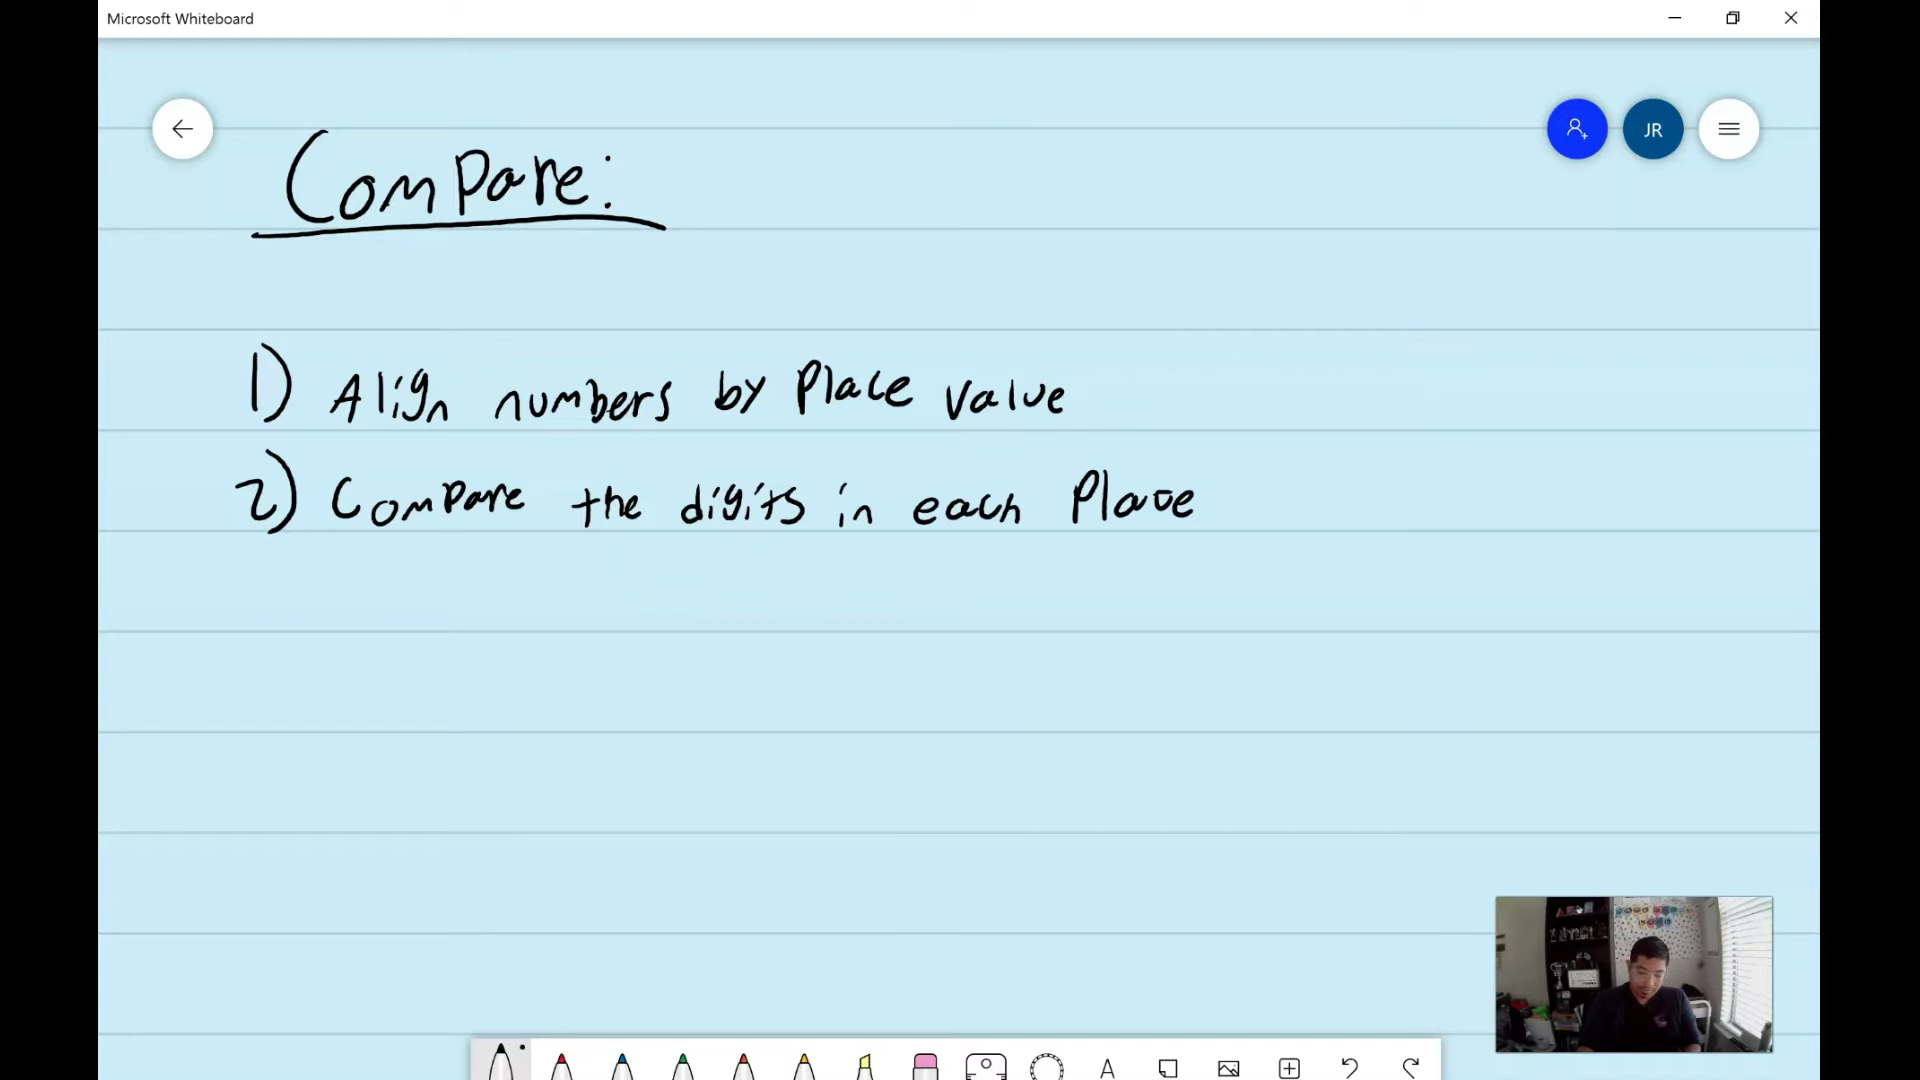 Microsoft Whiteboard
JR
Compare:
1) Align numbers by Place value
2) Compare the digits in each Place
A